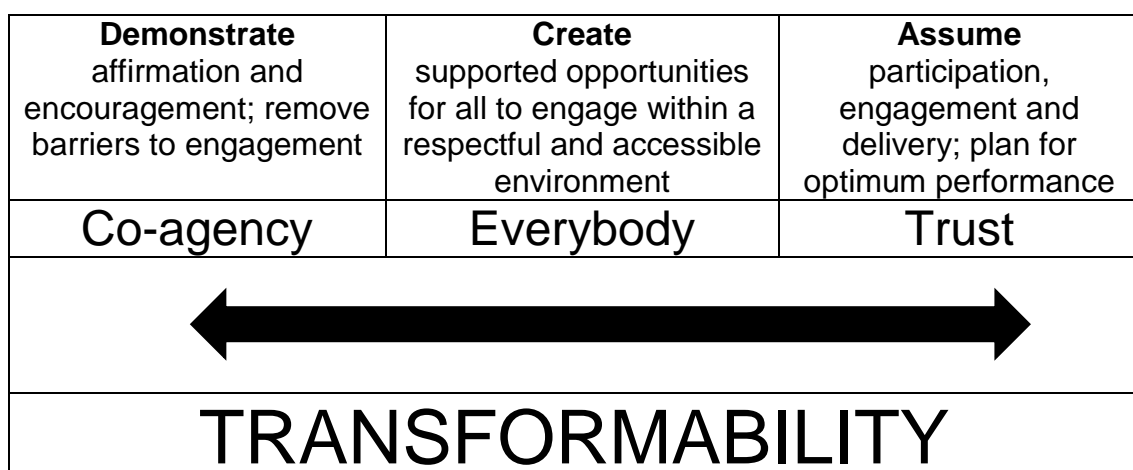 Demonstrate
affirmation and
encouragement; remove
barriers to engagement
Create
supported opportunities
for all to engage within a
respectful and accessible
environment
Assume
participation,
engagement and
delivery; plan for
optimum performance
Co-agency
Everybody
Trust
TRANSFORMABILITY